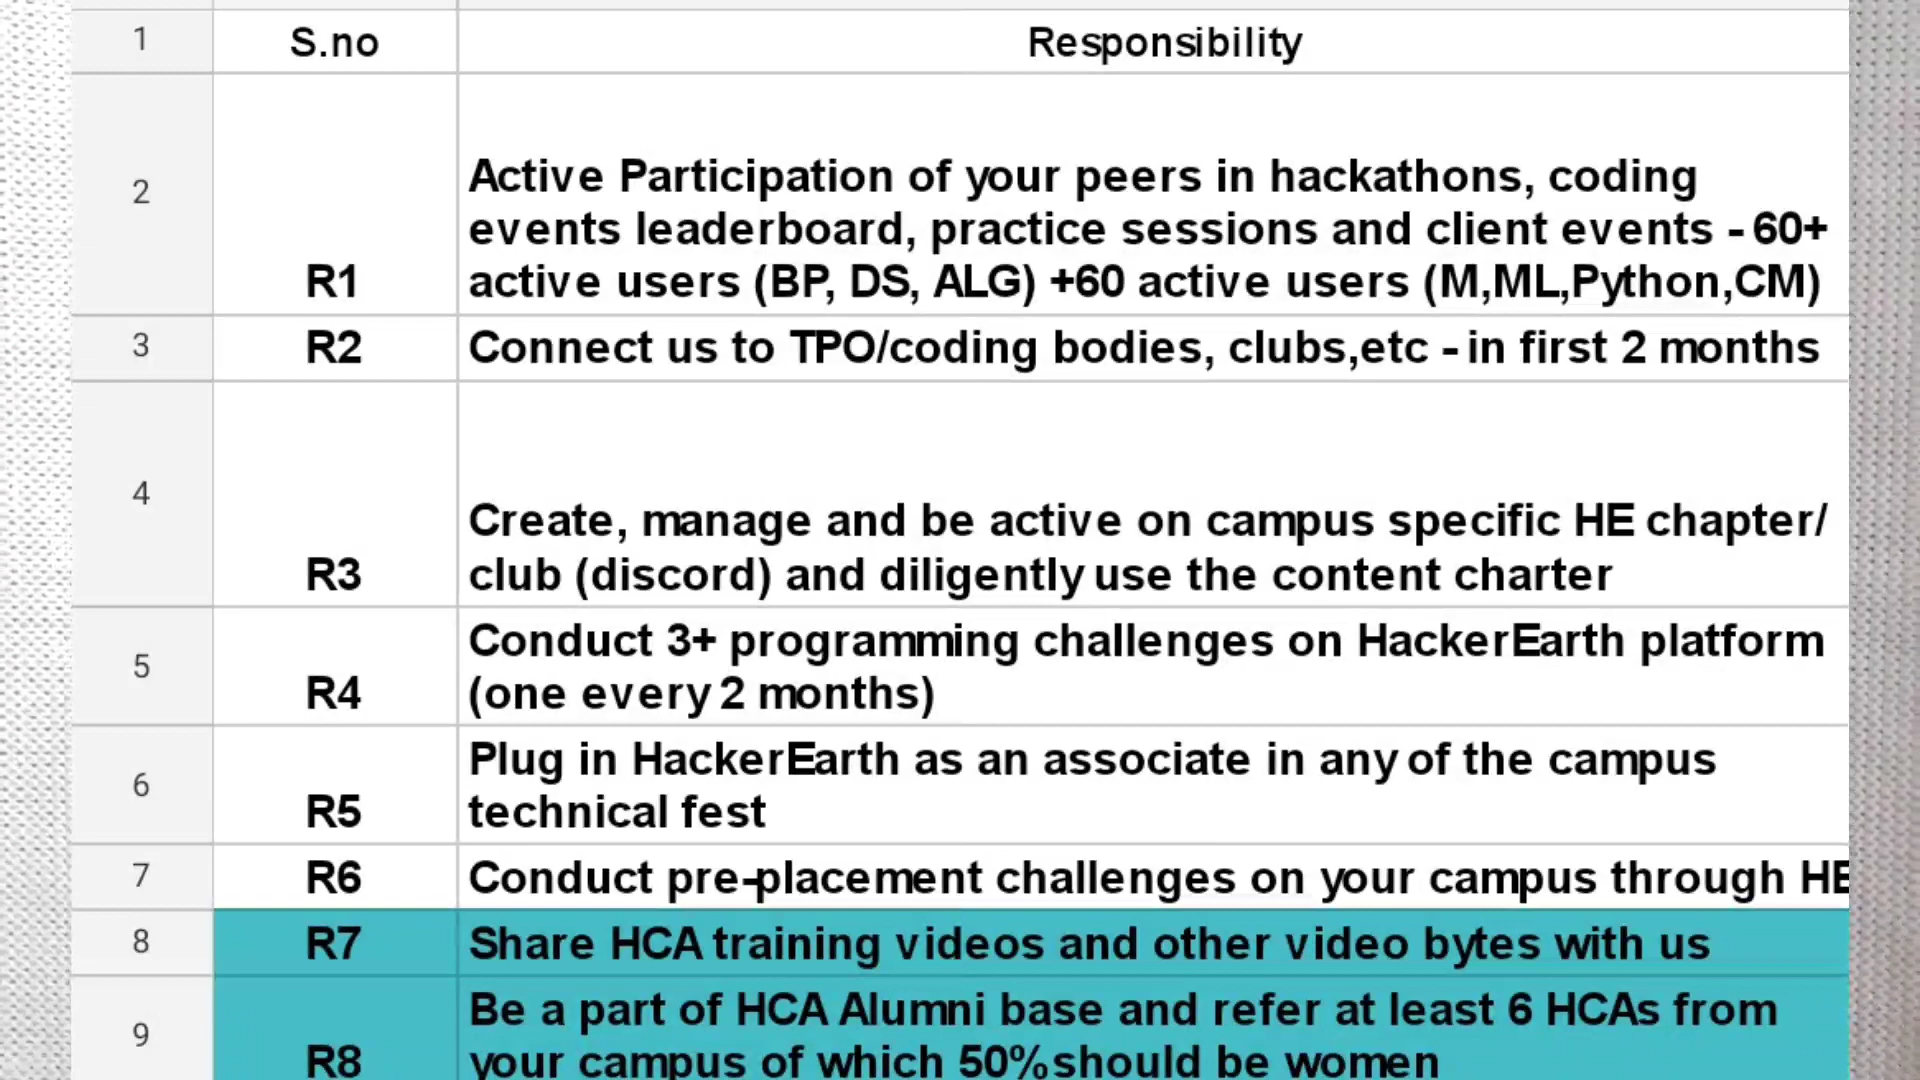 1 S.no Responsibility
2
Active Participation of your peers in hackathons, coding
events leaderboard, practice sessions and client events - 60+
R1 active users (BP, DS, ALG) +60 active users (M,ML,Python,CM)
3 R2 Connect us to TPO/coding bodies, clubs,etc - in first 2 months
4
Create, manage and be active on campus specific HE chapter/
R3 club (discord) and diligently use the content charter
5
Conduct 3+ programming challenges on HackerEarth platform
R4 (one every 2 months)
6
Plug in HackerEarth as an associate in any of the campus
R5 technical fest
7 R6 Conduct pre-placement challenges on your campus through HE
8 R7 Share HCA training videos and other video bytes with us
9
Be a part of HCA Alumni base and refer at least 6 HCAs from
R8 your campus of which 50% should be women